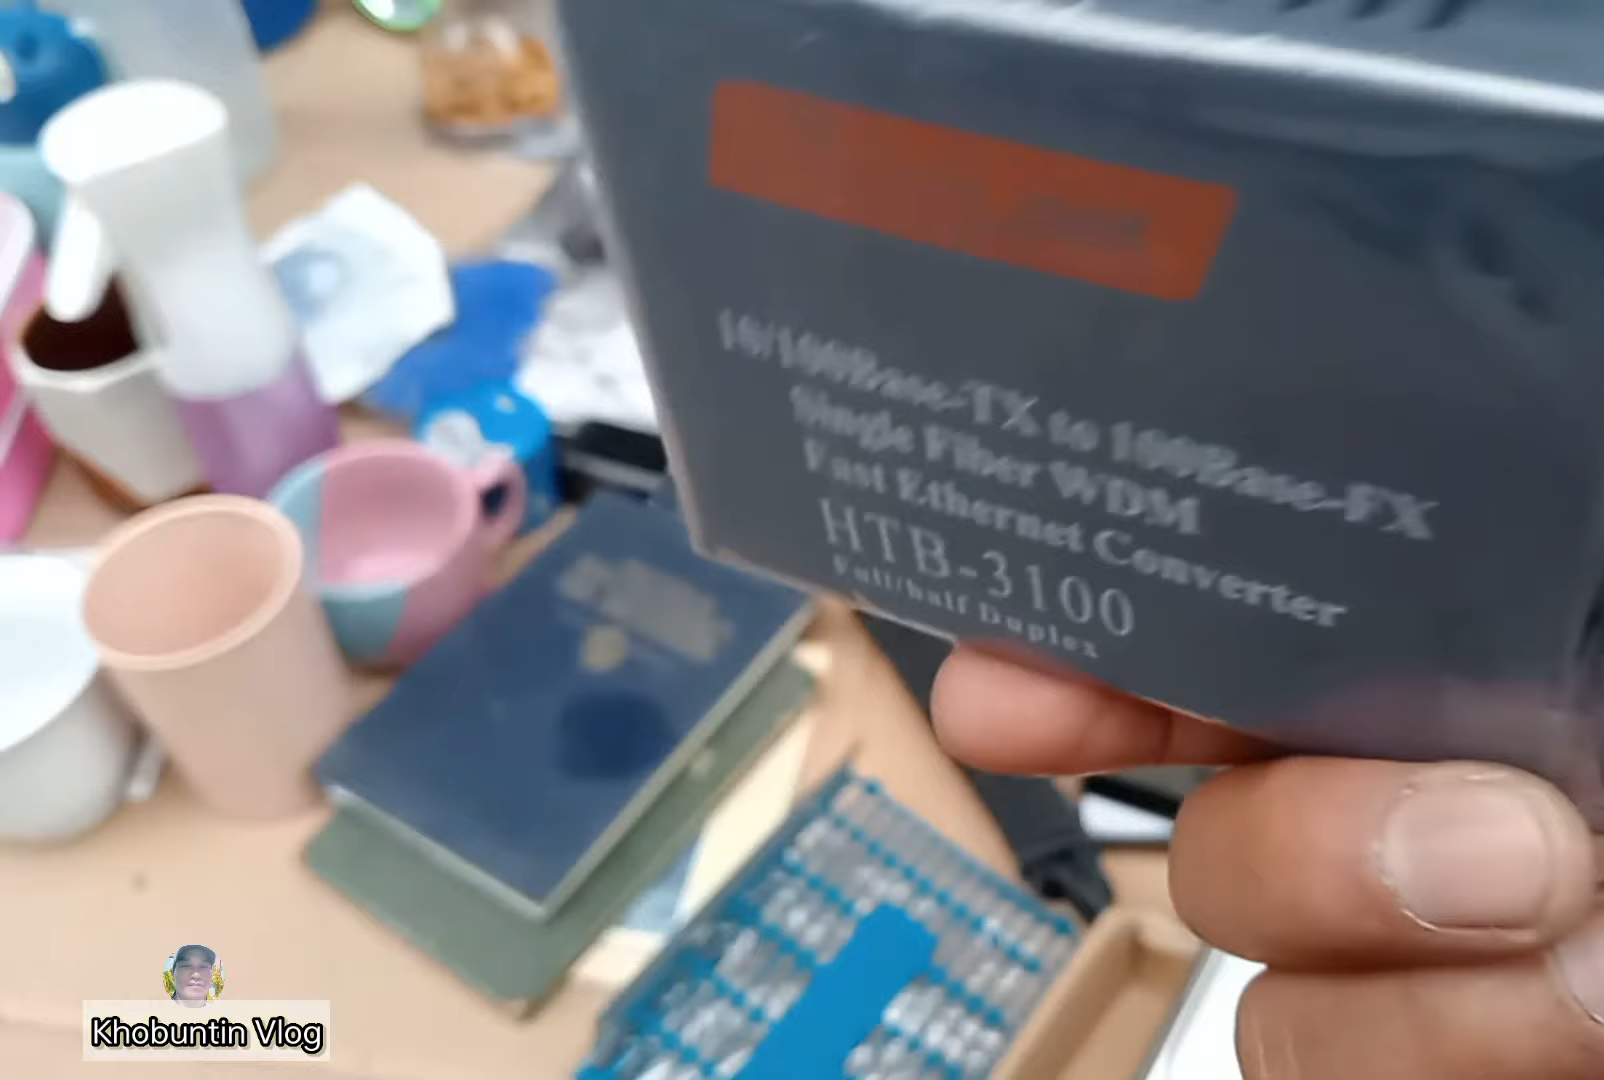 10/100Base-TX to 100Base-FX
Single Fiber WDM
Fast Ethernet Converter
HTB-3100
Full/half Duplex
Khobuntin Vlog